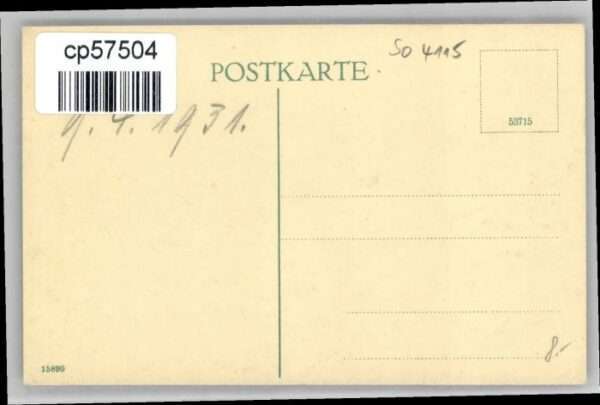 cp57504
So 4115
POSTKARTE
53715
9. 4. 1931.
8.-
15899